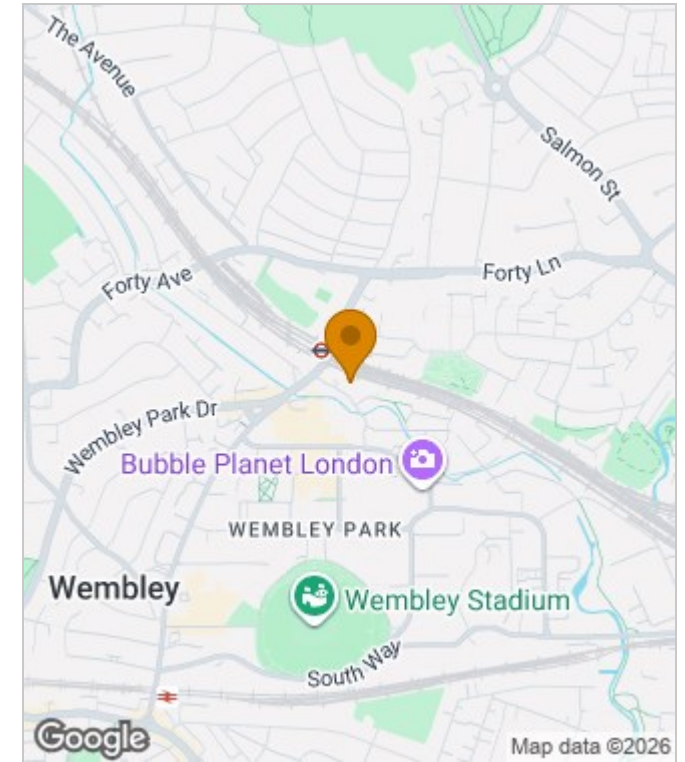 The Avenue
Salmon St
Forty Ave
Forty Ln
Wembley Park Dr
Bubble Planet London
WEMBLEY PARK
Wembley
Wembley Stadium
South Way
Google
Map data ©2026